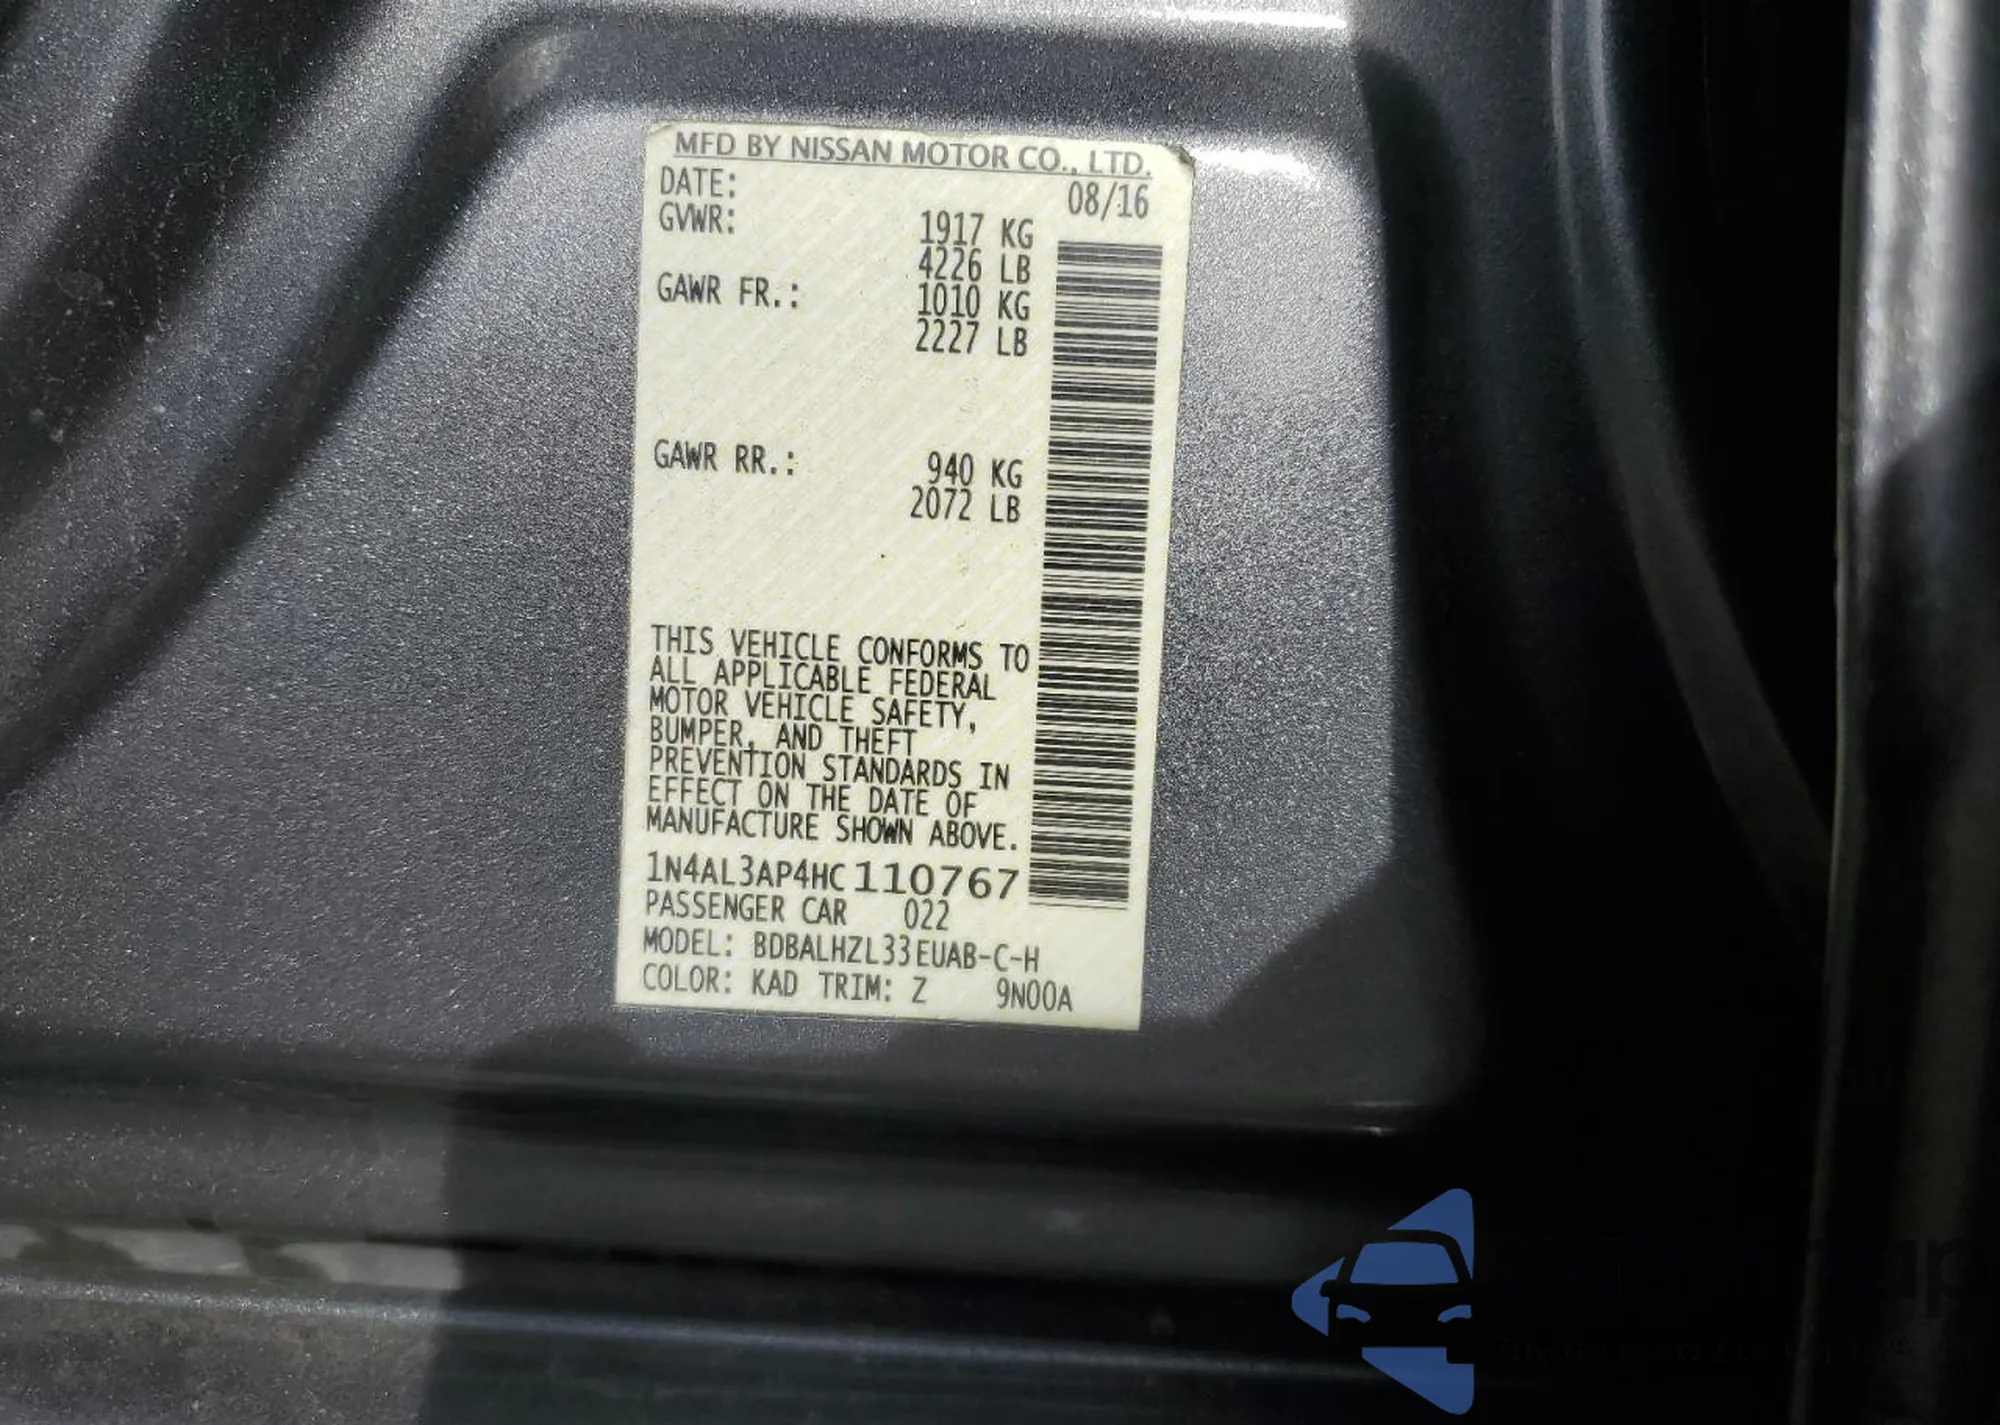 MFD BY NISSAN MOTOR CO., LTD.
DATE: 08/16
GVWR: 1917 KG
4226 LB
GAWR FR.: 1010 KG
2227 LB
GAWR RR.: 940 KG
2072 LB
THIS VEHICLE CONFORMS TO
ALL APPLICABLE FEDERAL
MOTOR VEHICLE SAFETY,
BUMPER, AND THEFT
PREVENTION STANDARDS IN
EFFECT ON THE DATE OF
MANUFACTURE SHOWN ABOVE.
1N4AL3AP4HC110767
PASSENGER CAR 022
MODEL: BDBALHZL33EUAB-C-H
COLOR: KAD TRIM: Z 9N00A